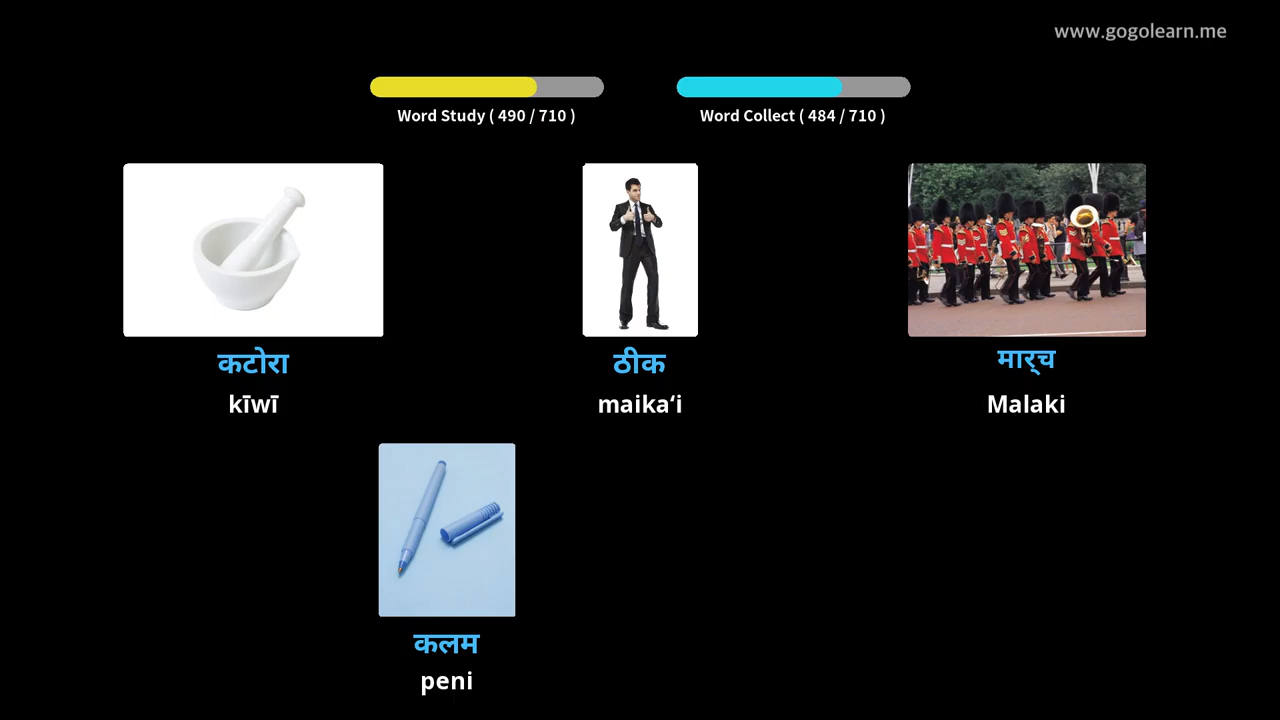 www.gogolearn.me
Word Study ( 490 / 710 )
Word Collect ( 484 / 710 )
कटोरा
kīwī
ठीक
maikaʻi
मार्च
Malaki
कलम
peni